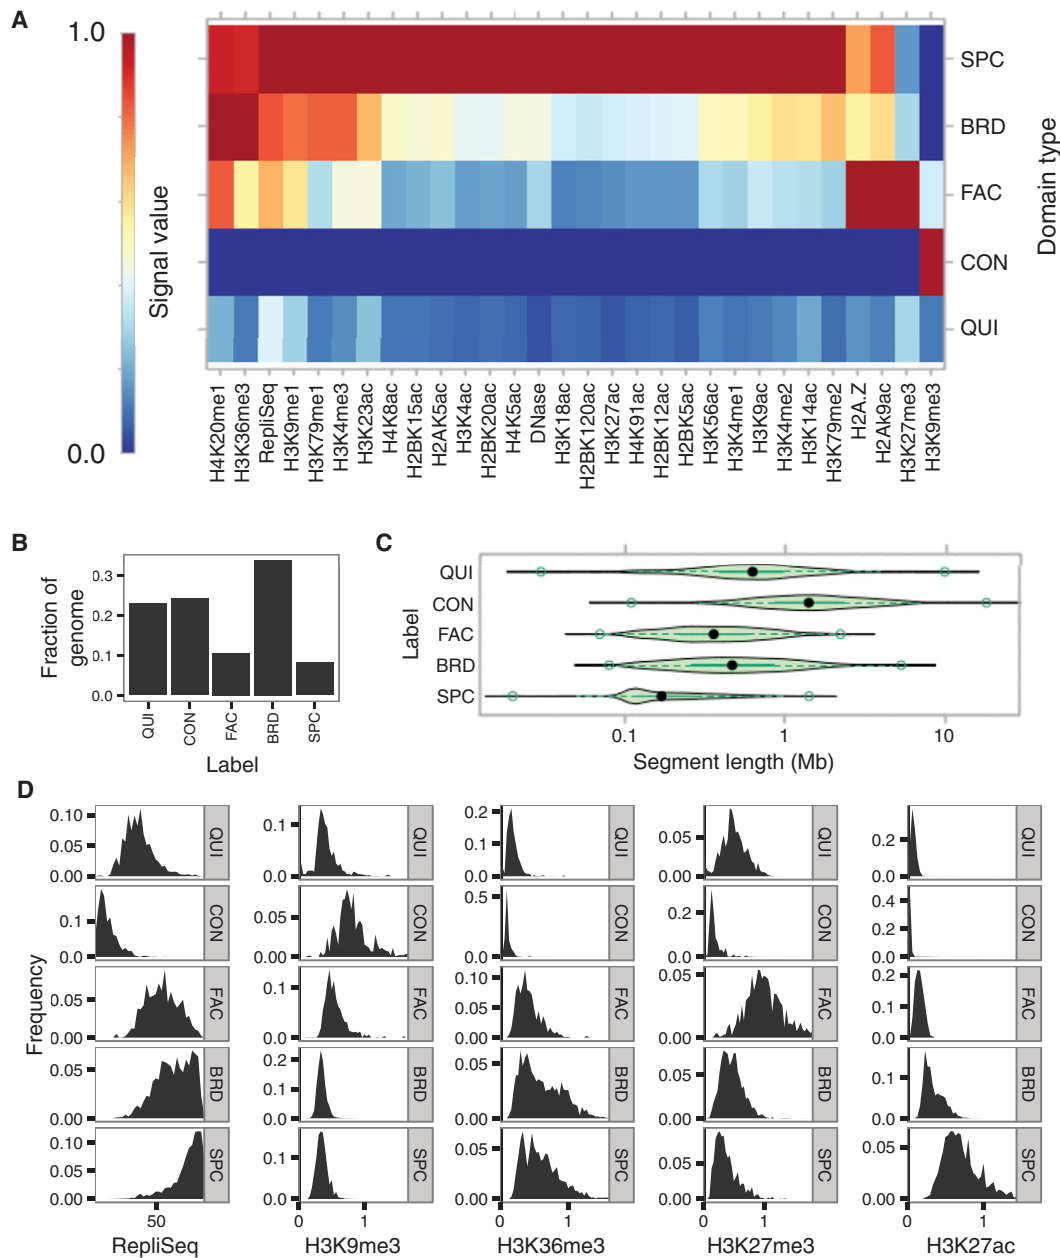 A
1.0
0.0
Signal value
SPC
BRD
FAC
CON
QUI
Domain type
H4K20me1
H3K36me3
RepliSeq
H3K9me1
H3K79me1
H3K4me3
H3K23ac
H4K8ac
H2BK15ac
H2AK5ac
H3K4ac
H2BK20ac
H4K5ac
DNase
H3K18ac
H2BK120ac
H3K27ac
H4K91ac
H2BK12ac
H2BK5ac
H3K56ac
H3K4me1
H3K9ac
H3K4me2
H3K14ac
H3K79me2
H2A.Z
H2Ak9ac
H3K27me3
H3K9me3
B
Fraction of
genome
0.3
0.2
0.1
0.0
QUI
CON
FAC
BRD
SPC
Label
C
Label
QUI
CON
FAC
BRD
SPC
0.1 1 10
Segment length (Mb)
D
Frequency
0.10
0.05
0.00
QUI
0.1
0.0
QUI
0.2
0.1
0.0
QUI
0.05
0.00
QUI
0.2
0.0
QUI
0.1
0.0
CON
0.05
0.00
CON
0.5
0.0
CON
0.2
0.0
CON
0.4
0.2
0.0
CON
0.05
0.00
FAC
0.1
0.0
FAC
0.10
0.05
0.00
FAC
0.05
0.00
FAC
0.2
0.1
0.0
FAC
0.05
0.00
BRD
0.2
0.1
0.0
BRD
0.05
0.00
BRD
0.05
0.00
BRD
0.1
0.0
BRD
0.10
0.05
0.00
SPC
0.1
0.0
SPC
0.05
0.00
SPC
0.05
0.00
SPC
0.05
0.00
SPC
50
0 1
0 1
0 1
0 1
RepliSeq
H3K9me3
H3K36me3
H3K27me3
H3K27ac